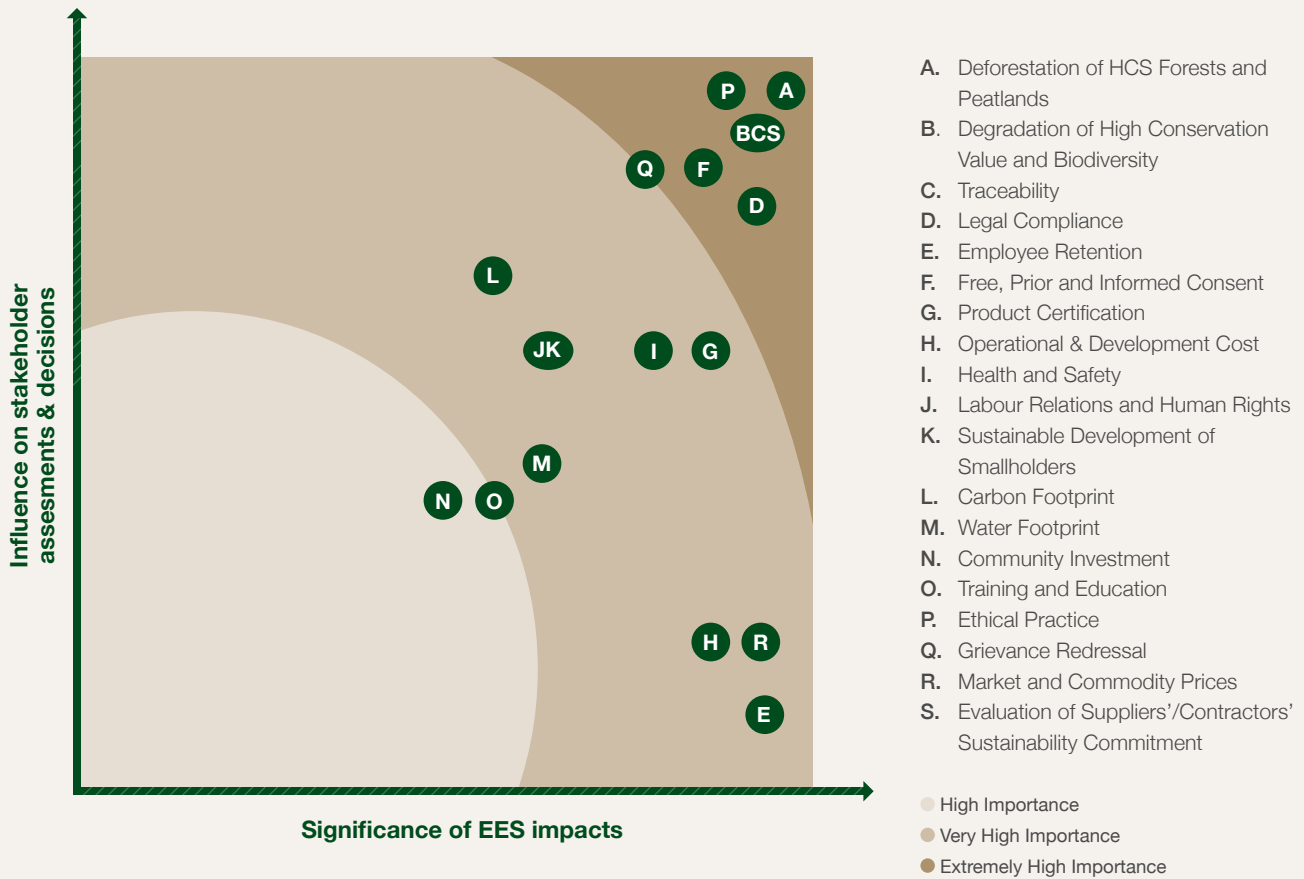 Influence on stakeholder
assesments & decisions
P
A
BCS
Q
F
D
L
JK
I
G
M
N
O
H
R
E
Significance of EES impacts
A. Deforestation of HCS Forests and
Peatlands
B. Degradation of High Conservation
Value and Biodiversity
C. Traceability
D. Legal Compliance
E. Employee Retention
F. Free, Prior and Informed Consent
G. Product Certification
H. Operational & Development Cost
I. Health and Safety
J. Labour Relations and Human Rights
K. Sustainable Development of
Smallholders
L. Carbon Footprint
M. Water Footprint
N. Community Investment
O. Training and Education
P. Ethical Practice
Q. Grievance Redressal
R. Market and Commodity Prices
S. Evaluation of Suppliers’/Contractors’
Sustainability Commitment
High Importance
Very High Importance
Extremely High Importance